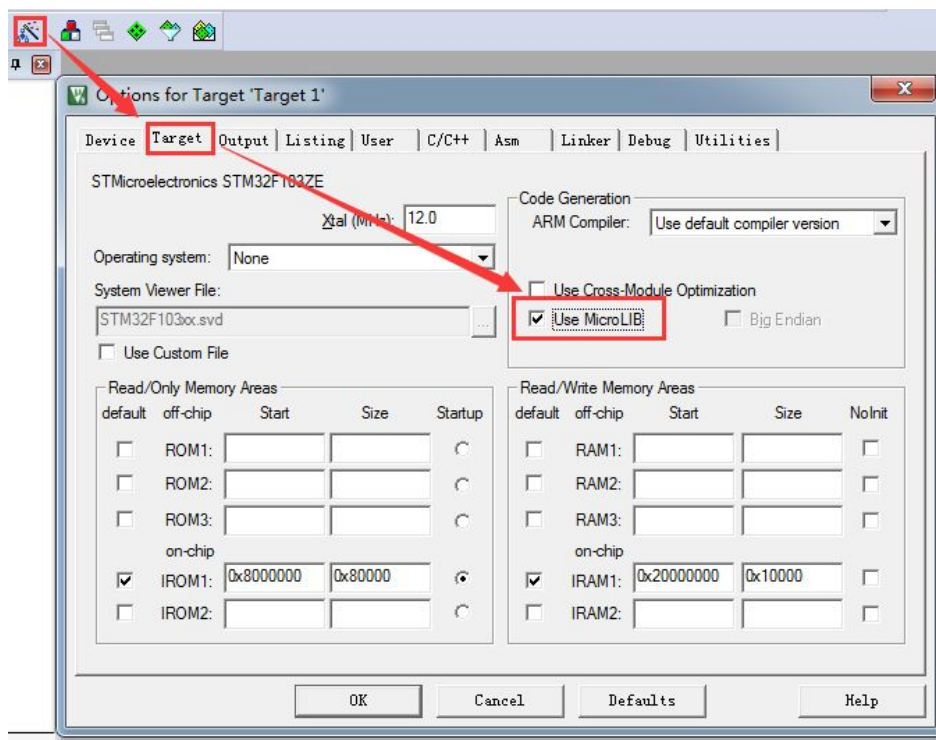 Options for Target 'Target 1'
Device Target Output Listing User C/C++ Asm Linker Debug Utilities
STMicroelectronics STM32F103ZE
Xtal (MHz): 12.0
Operating system: None
System Viewer File:
STM32F103xx.svd ...
Use Custom File
Code Generation
ARM Compiler: Use default compiler version
Use Cross-Module Optimization
Use MicroLIB Big Endian
Read/Only Memory Areas
default off-chip Start Size Startup
ROM1:
ROM2:
ROM3:
on-chip
IROM1: 0x8000000 0x80000
IROM2:
Read/Write Memory Areas
default off-chip Start Size NoInit
RAM1:
RAM2:
RAM3:
on-chip
IRAM1: 0x20000000 0x10000
IRAM2:
OK Cancel Defaults Help